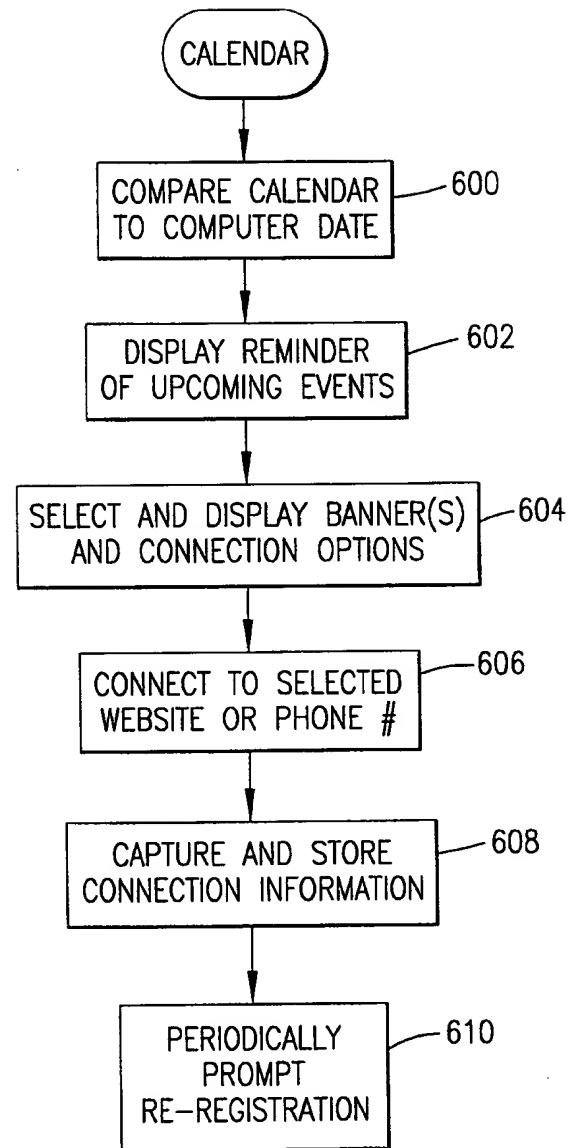 CALENDAR
COMPARE CALENDAR
TO COMPUTER DATE
600
DISPLAY REMINDER
OF UPCOMING EVENTS
602
SELECT AND DISPLAY BANNER(S)
AND CONNECTION OPTIONS
604
CONNECT TO SELECTED
WEBSITE OR PHONE #
606
CAPTURE AND STORE
CONNECTION INFORMATION
608
PERIODICALLY
PROMPT
RE-REGISTRATION
610